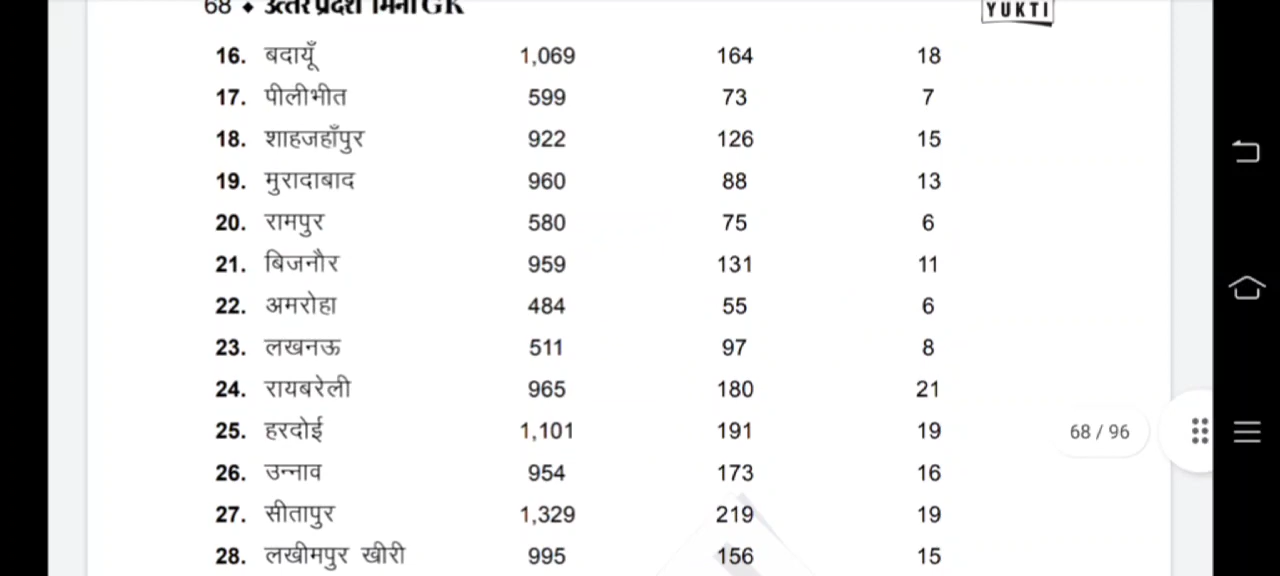 68 ◆ उत्तर प्रदेश मिनी GK
YUKTI
16. बदायूँ 1,069 164 18
17. पीलीभीत 599 73 7
18. शाहजहाँपुर 922 126 15
19. मुरादाबाद 960 88 13
20. रामपुर 580 75 6
21. बिजनौर 959 131 11
22. अमरोहा 484 55 6
23. लखनऊ 511 97 8
24. रायबरेली 965 180 21
25. हरदोई 1,101 191 19
26. उन्नाव 954 173 16
27. सीतापुर 1,329 219 19
28. लखीमपुर खीरी 995 156 15
68 / 96